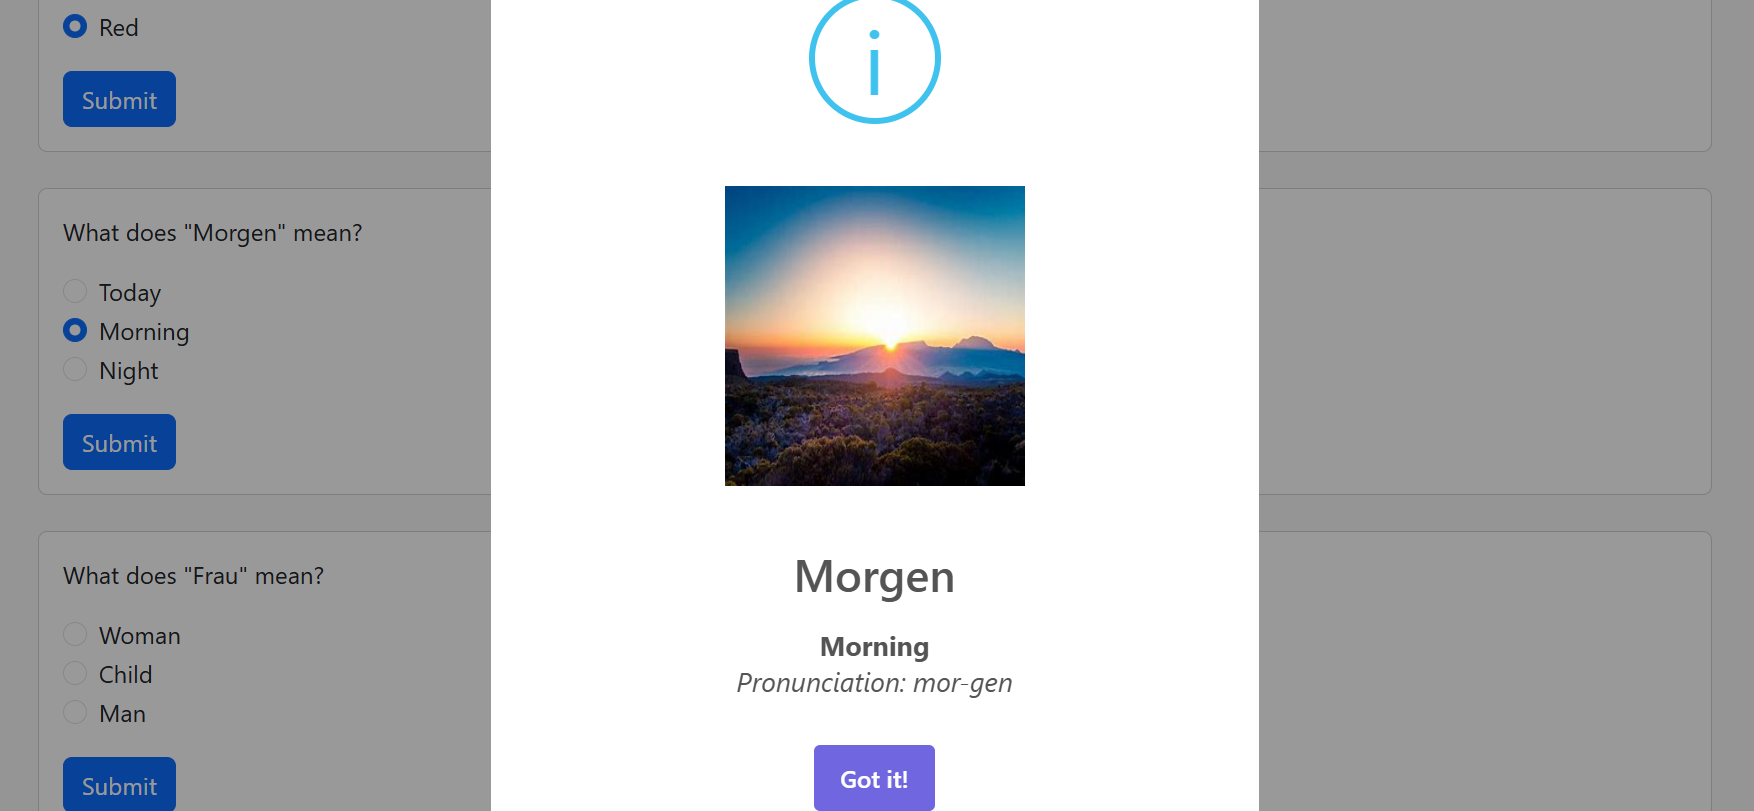 Red
Submit
What does "Morgen" mean?
Today
Morning
Night
Submit
What does "Frau" mean?
Woman
Child
Man
Submit
i
Morgen
Morning
Pronunciation: mor-gen
Got it!